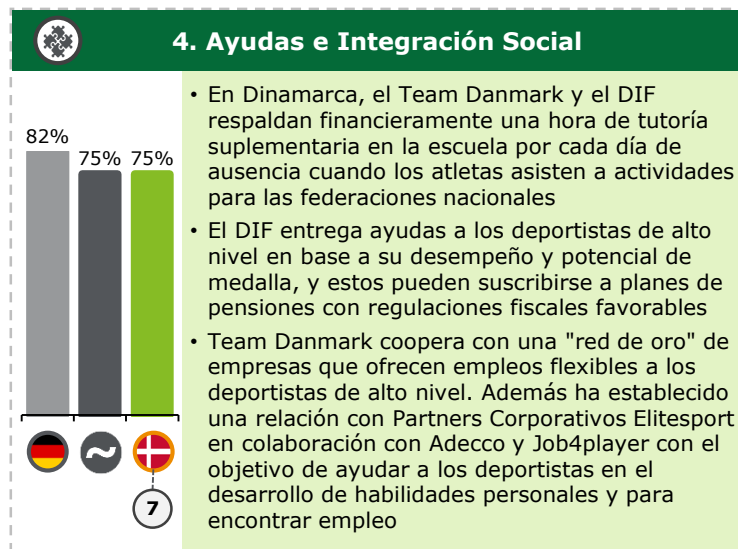 4. Ayudas e Integración Social
82%
75% 75%
7
• En Dinamarca, el Team Danmark y el DIF
respaldan financieramente una hora de tutoría
suplementaria en la escuela por cada día de
ausencia cuando los atletas asisten a actividades
para las federaciones nacionales
• El DIF entrega ayudas a los deportistas de alto
nivel en base a su desempeño y potencial de
medalla, y estos pueden suscribirse a planes de
pensiones con regulaciones fiscales favorables
• Team Danmark coopera con una "red de oro" de
empresas que ofrecen empleos flexibles a los
deportistas de alto nivel. Además ha establecido
una relación con Partners Corporativos Elitesport
en colaboración con Adecco y Job4player con el
objetivo de ayudar a los deportistas en el
desarrollo de habilidades personales y para
encontrar empleo